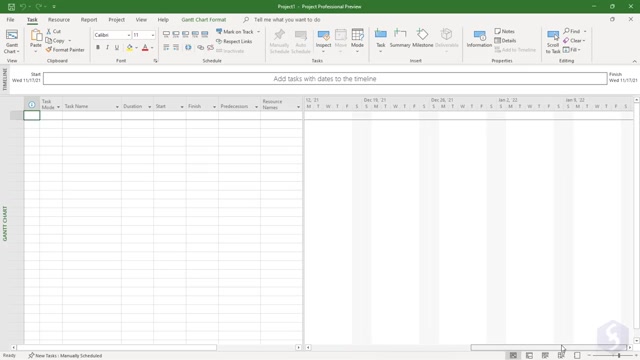 Project1 - Project Professional Preview
File Task Resource Report Project View Help Gantt Chart Format Tell me what you want to do
Gantt Chart
Paste
Cut
Copy
Format Painter
Calibri 11
B I U A
Mark on Track
Respect Links
Inactivate
Manually Schedule
Auto Schedule
Inspect
Move
Mode
Task
Summary
Milestone
Deliverable
Information
Notes
Details
Add to Timeline
Scroll to Task
Find
Clear
Fill
View Clipboard Font Schedule Tasks Insert Properties Editing
TIMELINE
Start
Wed 11/17/21
Add tasks with dates to the timeline
Finish
Wed 11/17/21
Task Mode Task Name Duration Start Finish Predecessors Resource Names
13, '21 Dec 19, '21 Dec 26, '21 Jan 2, '22 Jan 9, '22
M T W T F S S M T W T F S S M T W T F S S M T W T F S S M T W T F S
GANTT CHART
Ready New Tasks : Manually Scheduled